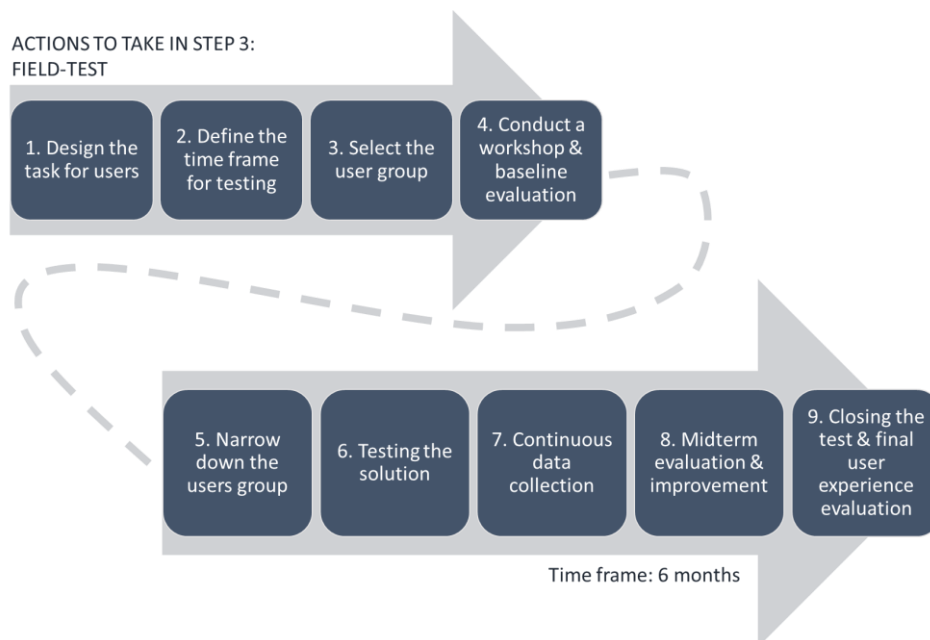 ACTIONS TO TAKE IN STEP 3:
FIELD-TEST
1. Design the
task for users
2. Define the
time frame
for testing
3. Select the
user group
4. Conduct a
workshop &
baseline
evaluation
5. Narrow
down the
users group
6. Testing the
solution
7. Continuous
data
collection
8. Midterm
evaluation &
improvement
9. Closing the
test & final
user
experience
evaluation
Time frame: 6 months